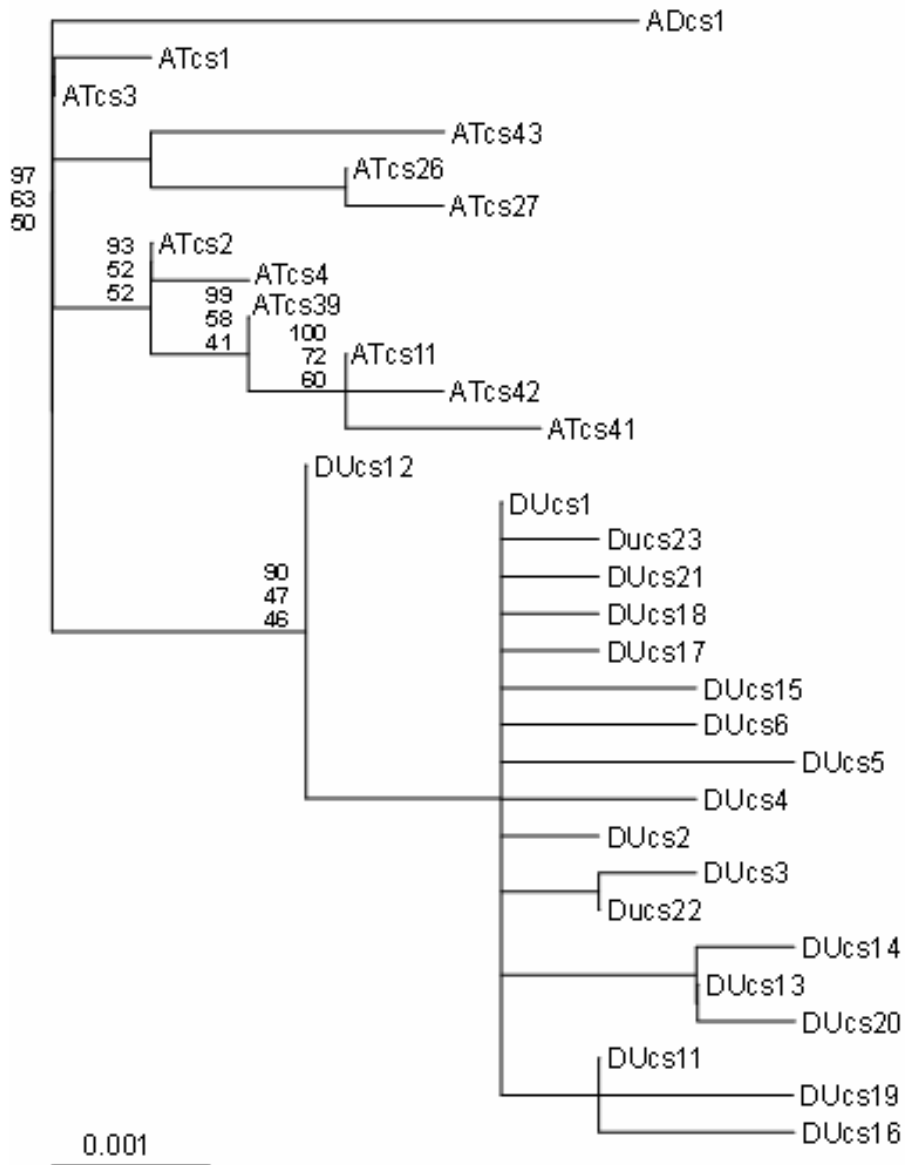 ADcs1
ATcs1
ATcs3
ATcs43
97
ATcs26
63
ATcs27
50
93
ATcs2
52
ATcs4
52
99
ATcs39
58
100
41
72
ATcs11
60
ATcs42
ATcs41
DUcs12
DUcs1
Ducs23
90
DUcs21
47
46
DUcs18
DUcs17
DUcs15
DUcs6
DUcs5
DUcs4
DUcs2
DUcs3
Ducs22
DUcs14
DUcs13
DUcs20
DUcs11
DUcs19
DUcs16
0.001